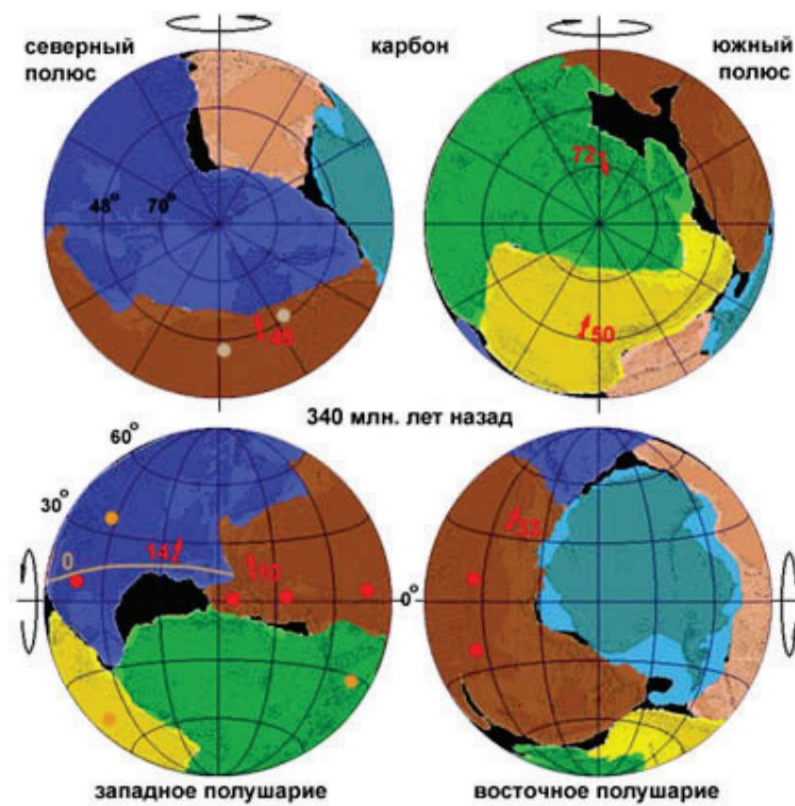 северный
полюс
карбон
южный
полюс
48° 70°
72
49
50
340 млн. лет назад
60°
30°
0
14
10
33
0°
западное полушарие
восточное полушарие